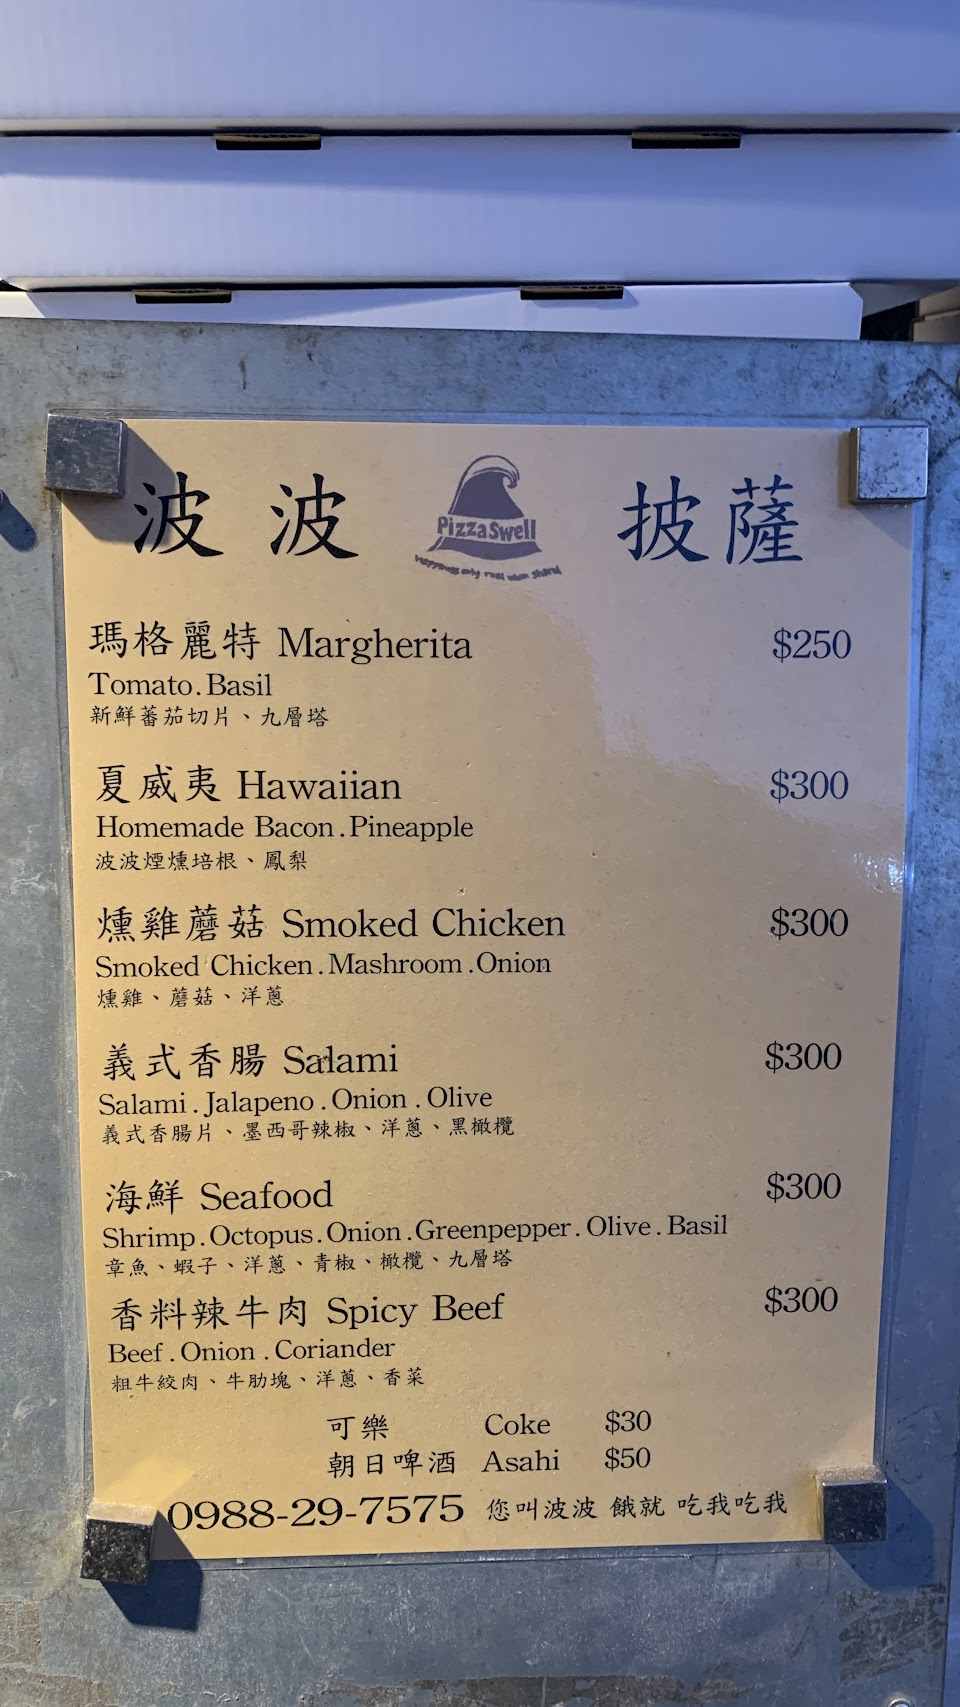 波波 PizzaSwell 披薩
Happiness only real when shared
瑪格麗特 Margherita $250
Tomato.Basil
新鮮蕃茄切片、九層塔
夏威夷 Hawaiian $300
Homemade Bacon.Pineapple
波波煙燻培根、鳳梨
燻雞蘑菇 Smoked Chicken $300
Smoked Chicken.Mashroom.Onion
燻雞、蘑菇、洋蔥
義式香腸 Salami $300
Salami.Jalapeno.Onion.Olive
義式香腸片、墨西哥辣椒、洋蔥、黑橄欖
海鮮 Seafood $300
Shrimp.Octopus.Onion.Greenpepper.Olive.Basil
章魚、蝦子、洋蔥、青椒、橄欖、九層塔
香料辣牛肉 Spicy Beef $300
Beef.Onion.Coriander
粗牛絞肉、牛肋塊、洋蔥、香菜
可樂 Coke $30
朝日啤酒 Asahi $50
0988-29-7575 您叫波波 餓就 吃我吃我